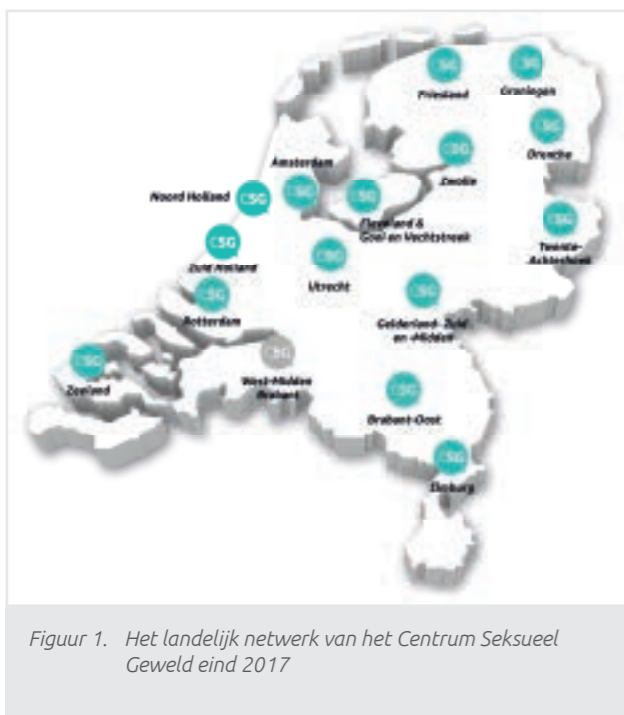 CSG
CSG
Friesland
Groningen
CSG
Drenthe
Amsterdam
CSG
Zwolle
Noord Holland
CSG
CSG
CSG
Flevoland &
Gooi en Vechtstreek
CSG
Twente-
Achterhoek
CSG
Zuid Holland
CSG
Utrecht
CSG
Rotterdam
CSG
Gelderland-Zuid
en -Midden
CSG
West-Midden
Brabant
CSG
Zeeland
CSG
Brabant-Oost
CSG
Limburg
Figuur 1. Het landelijk netwerk van het Centrum Seksueel
Geweld eind 2017